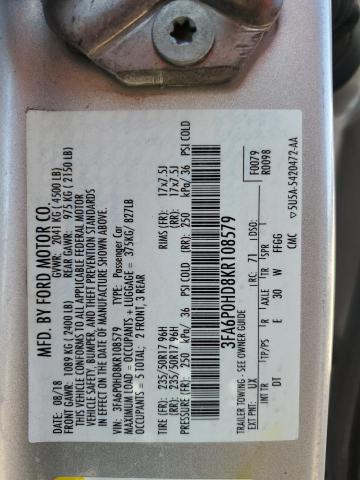 MFD. BY FORD MOTOR CO.
DATE: 08/18 GVWR: 2041 KG ( 4500 LB)
FRONT GAWR: 1089 KG ( 2400 LB) REAR GAWR: 975 KG ( 2150 LB)
THIS VEHICLE CONFORMS TO ALL APPLICABLE FEDERAL MOTOR
VEHICLE SAFETY, BUMPER, AND THEFT PREVENTION STANDARDS
IN EFFECT ON THE DATE OF MANUFACTURE SHOWN ABOVE.
VIN: 3FA6P0HD8KR108579 Passenger Car
MAXIMUM LOAD = OCCUPANTS + LUGGAGE = 375KG/ 827LB
OCCUPANTS = 5 TOTAL; 2 FRONT, 3 REAR
TIRE (FR): 235/50R17 96H RIMS (FR): 17x7.5J
(RR): 235/50R17 96H (RR): 17x7.5J
PRESSURE (FR): 250 kPa/ 36 PSI COLD (RR): 250 kPa/ 36 PSI COLD
3FA6P0HD8KR108579
TRAILER TOWING - SEE OWNER GUIDE
F0079
R0098
EXT PNT: UX 71 LDSO:
INT TR TP/PS R AXLE TR SPR
DT E 30 W FFGG
CMC 5U5A-5420472-AA